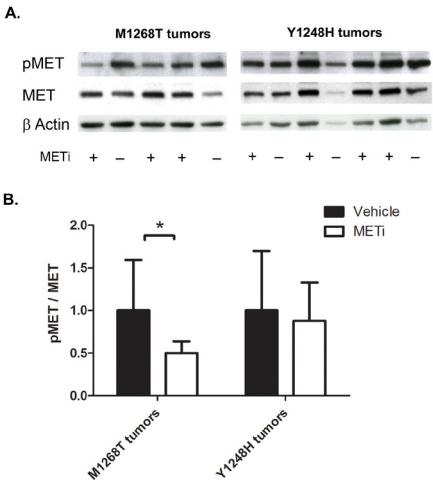 A.
M1268T tumors Y1248H tumors
pMET
MET
β Actin
METi + – + + – + – + – + + –
B.
Vehicle
METi
*
pMET / MET
2.0
1.5
1.0
0.5
0.0
M1268T tumors Y1248H tumors